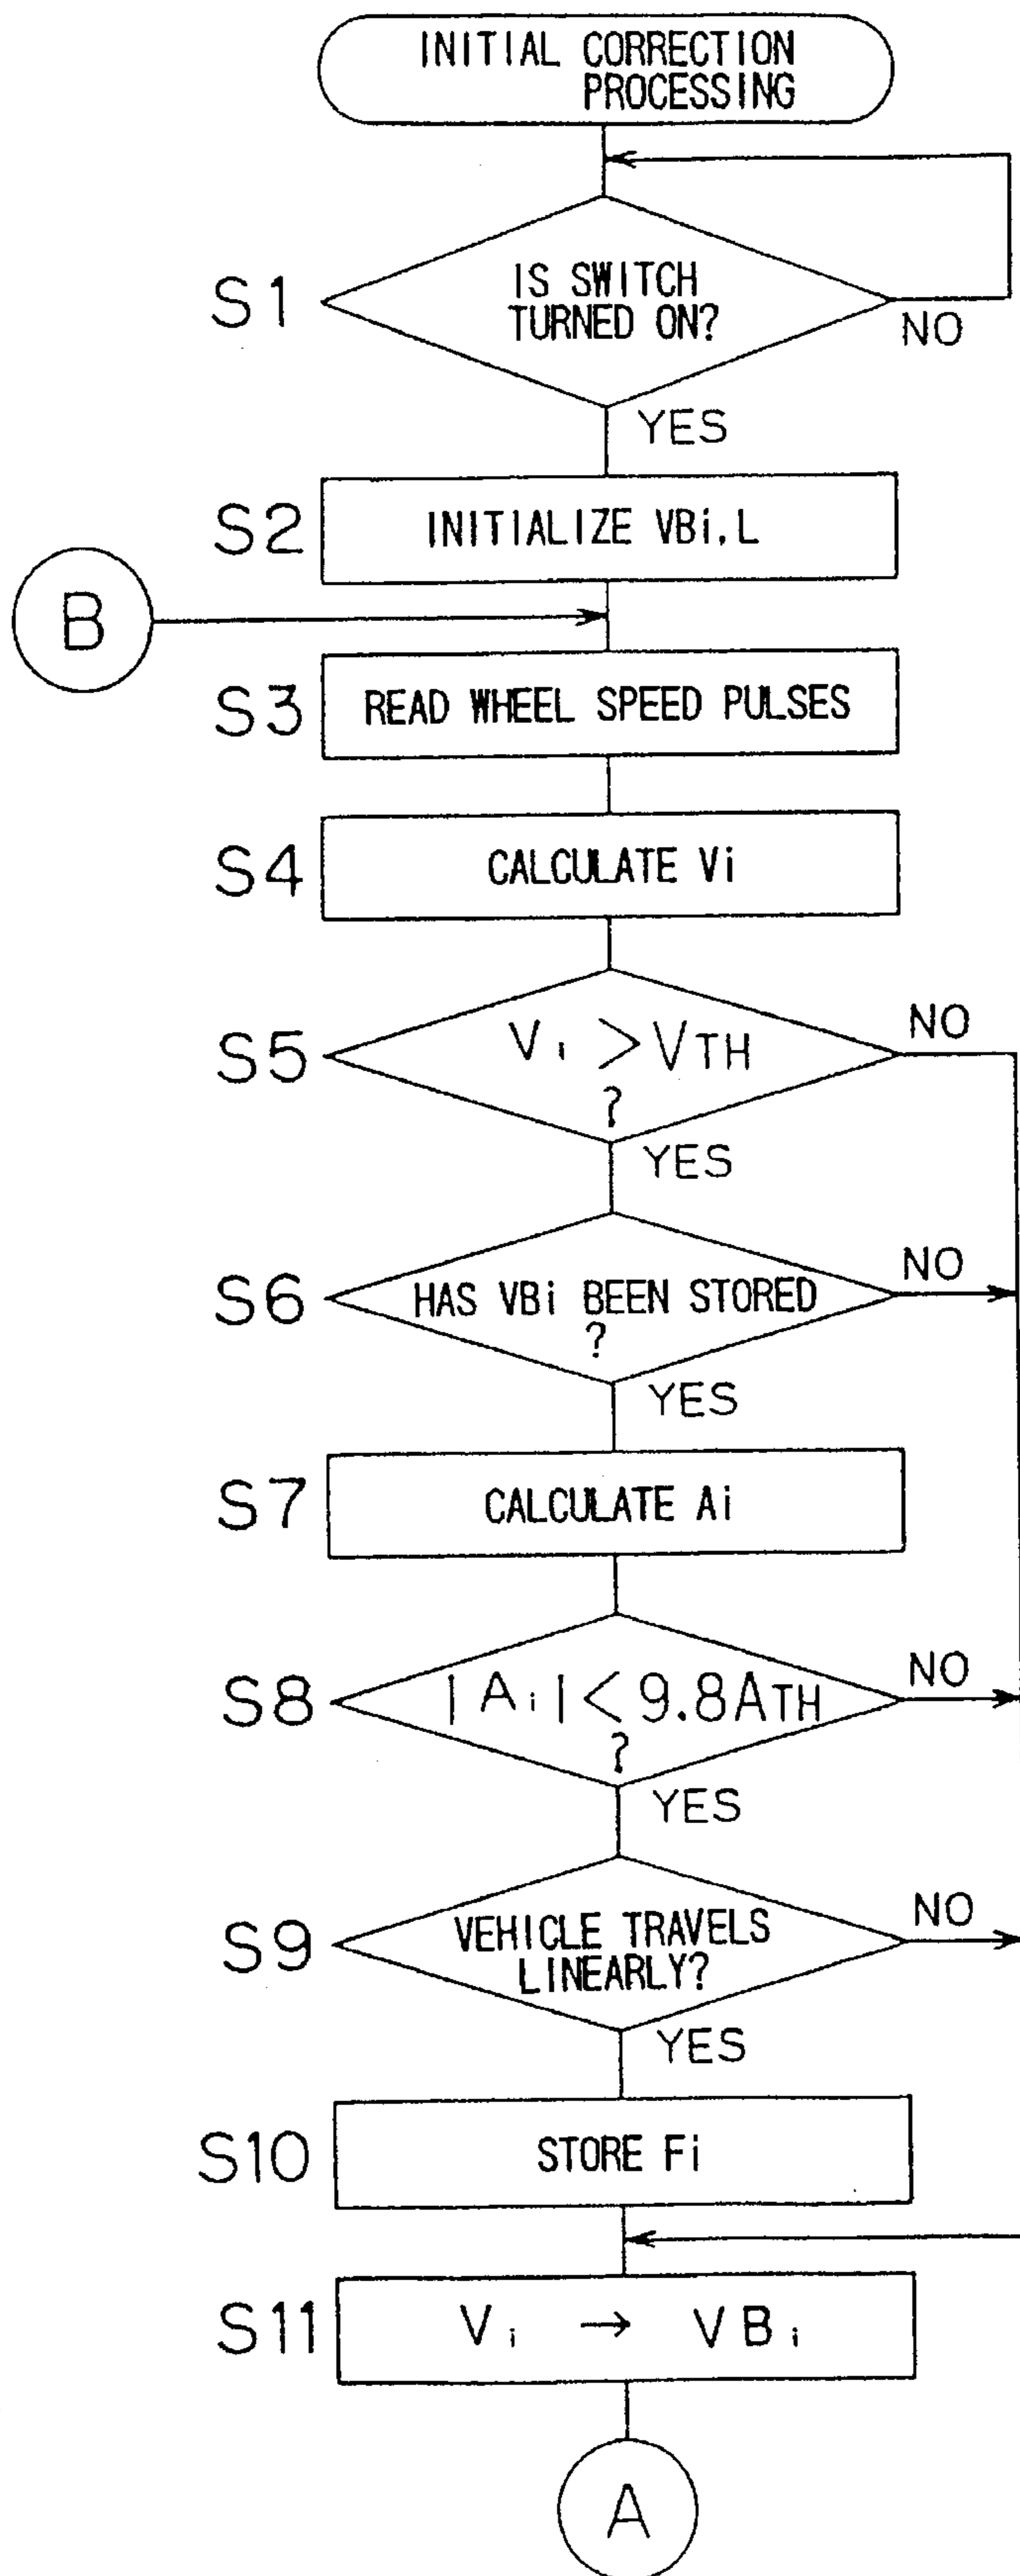 INITIAL CORRECTION
PROCESSING
S1
IS SWITCH
TURNED ON?
NO
YES
S2
INITIALIZE VBi, L
B
S3
READ WHEEL SPEED PULSES
S4
CALCULATE Vi
S5
Vi > VTH
?
NO
YES
S6
HAS VBi BEEN STORED
?
NO
YES
S7
CALCULATE Ai
S8
| Ai | < 9.8ATH
?
NO
YES
S9
VEHICLE TRAVELS
LINEARLY?
NO
YES
S10
STORE Fi
S11
Vi → VBi
A